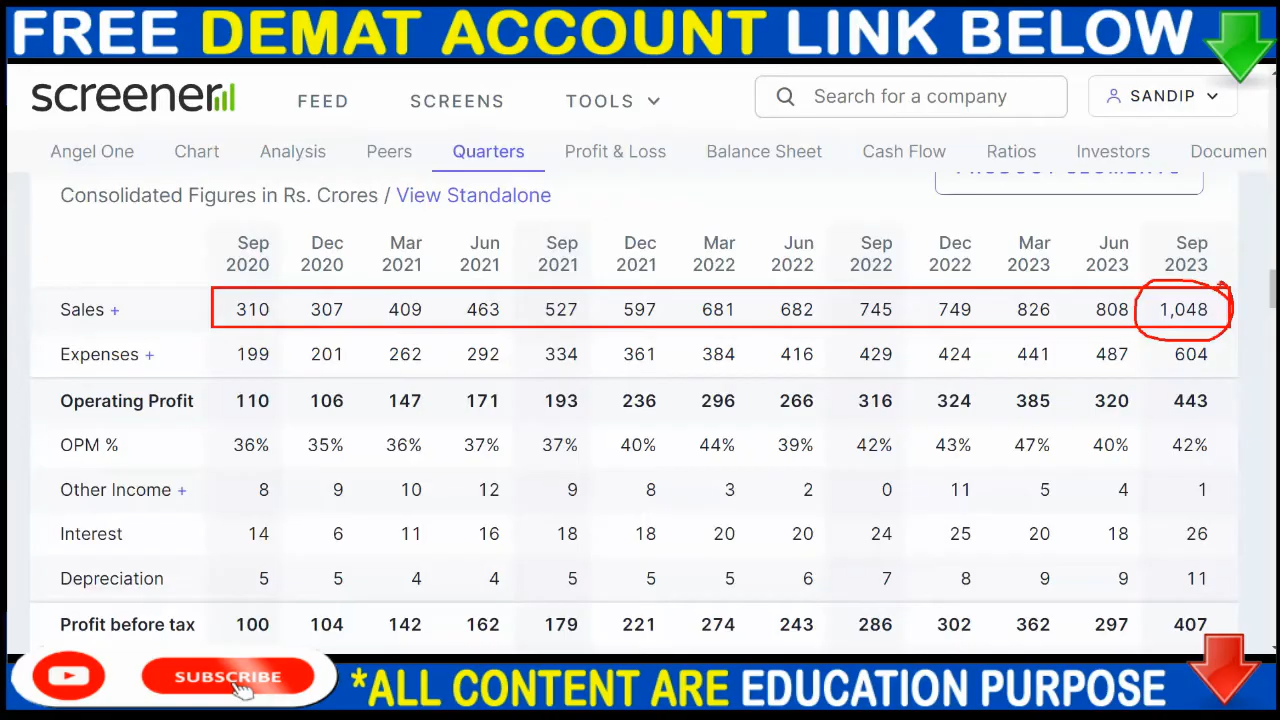 FREE DEMAT ACCOUNT LINK BELOW
screener
FEED SCREENS TOOLS Search for a company SANDIP
Angel One Chart Analysis Peers Quarters Profit & Loss Balance Sheet Cash Flow Ratios Investors Documen
PRODUCT SEGMENTS
Consolidated Figures in Rs. Crores / View Standalone
Sep Dec Mar Jun Sep Dec Mar Jun Sep Dec Mar Jun Sep
2020 2020 2021 2021 2021 2021 2022 2022 2022 2022 2023 2023 2023
Sales + 310 307 409 463 527 597 681 682 745 749 826 808 1,048
Expenses + 199 201 262 292 334 361 384 416 429 424 441 487 604
Operating Profit 110 106 147 171 193 236 296 266 316 324 385 320 443
OPM % 36% 35% 36% 37% 37% 40% 44% 39% 42% 43% 47% 40% 42%
Other Income + 8 9 10 12 9 8 3 2 0 11 5 4 1
Interest 14 6 11 16 18 18 20 20 24 25 20 18 26
Depreciation 5 5 4 4 5 5 5 6 7 8 9 9 11
Profit before tax 100 104 142 162 179 221 274 243 286 302 362 297 407
SUBSCRIBE
*ALL CONTENT ARE EDUCATION PURPOSE